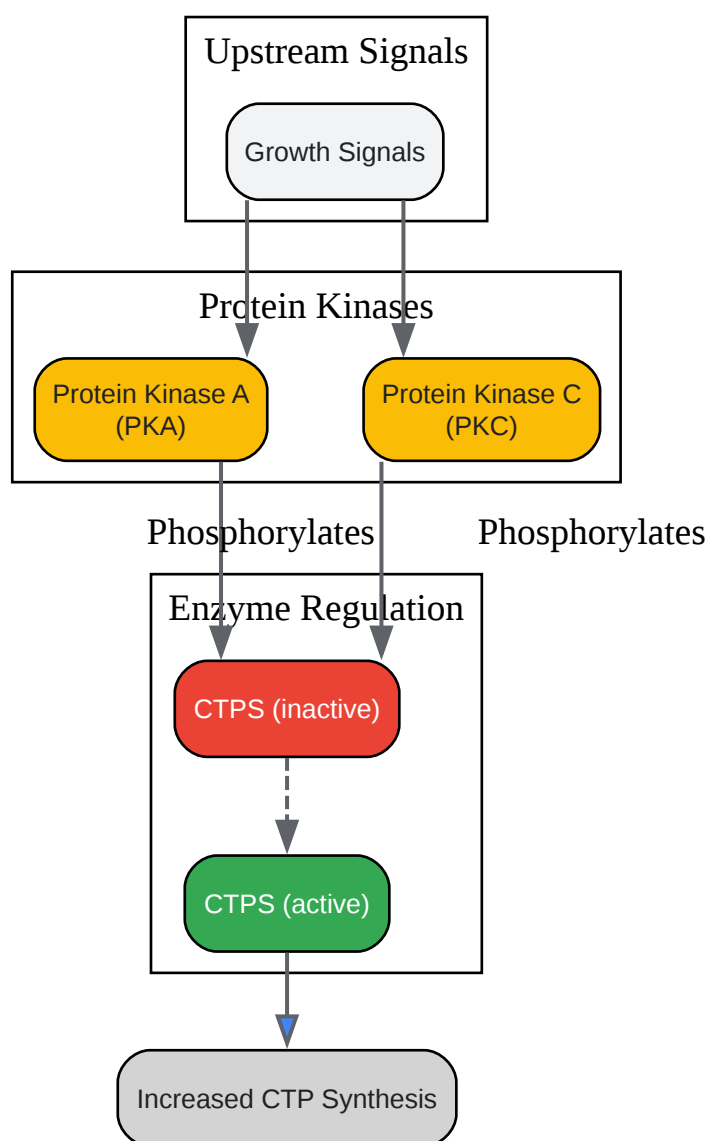 Upstream Signals
Growth Signals
Protein Kinases
Protein Kinase A
(PKA)
Protein Kinase C
(PKC)
Phosphorylates
Phosphorylates
Enzyme Regulation
CTPS (inactive)
CTPS (active)
Increased CTP Synthesis